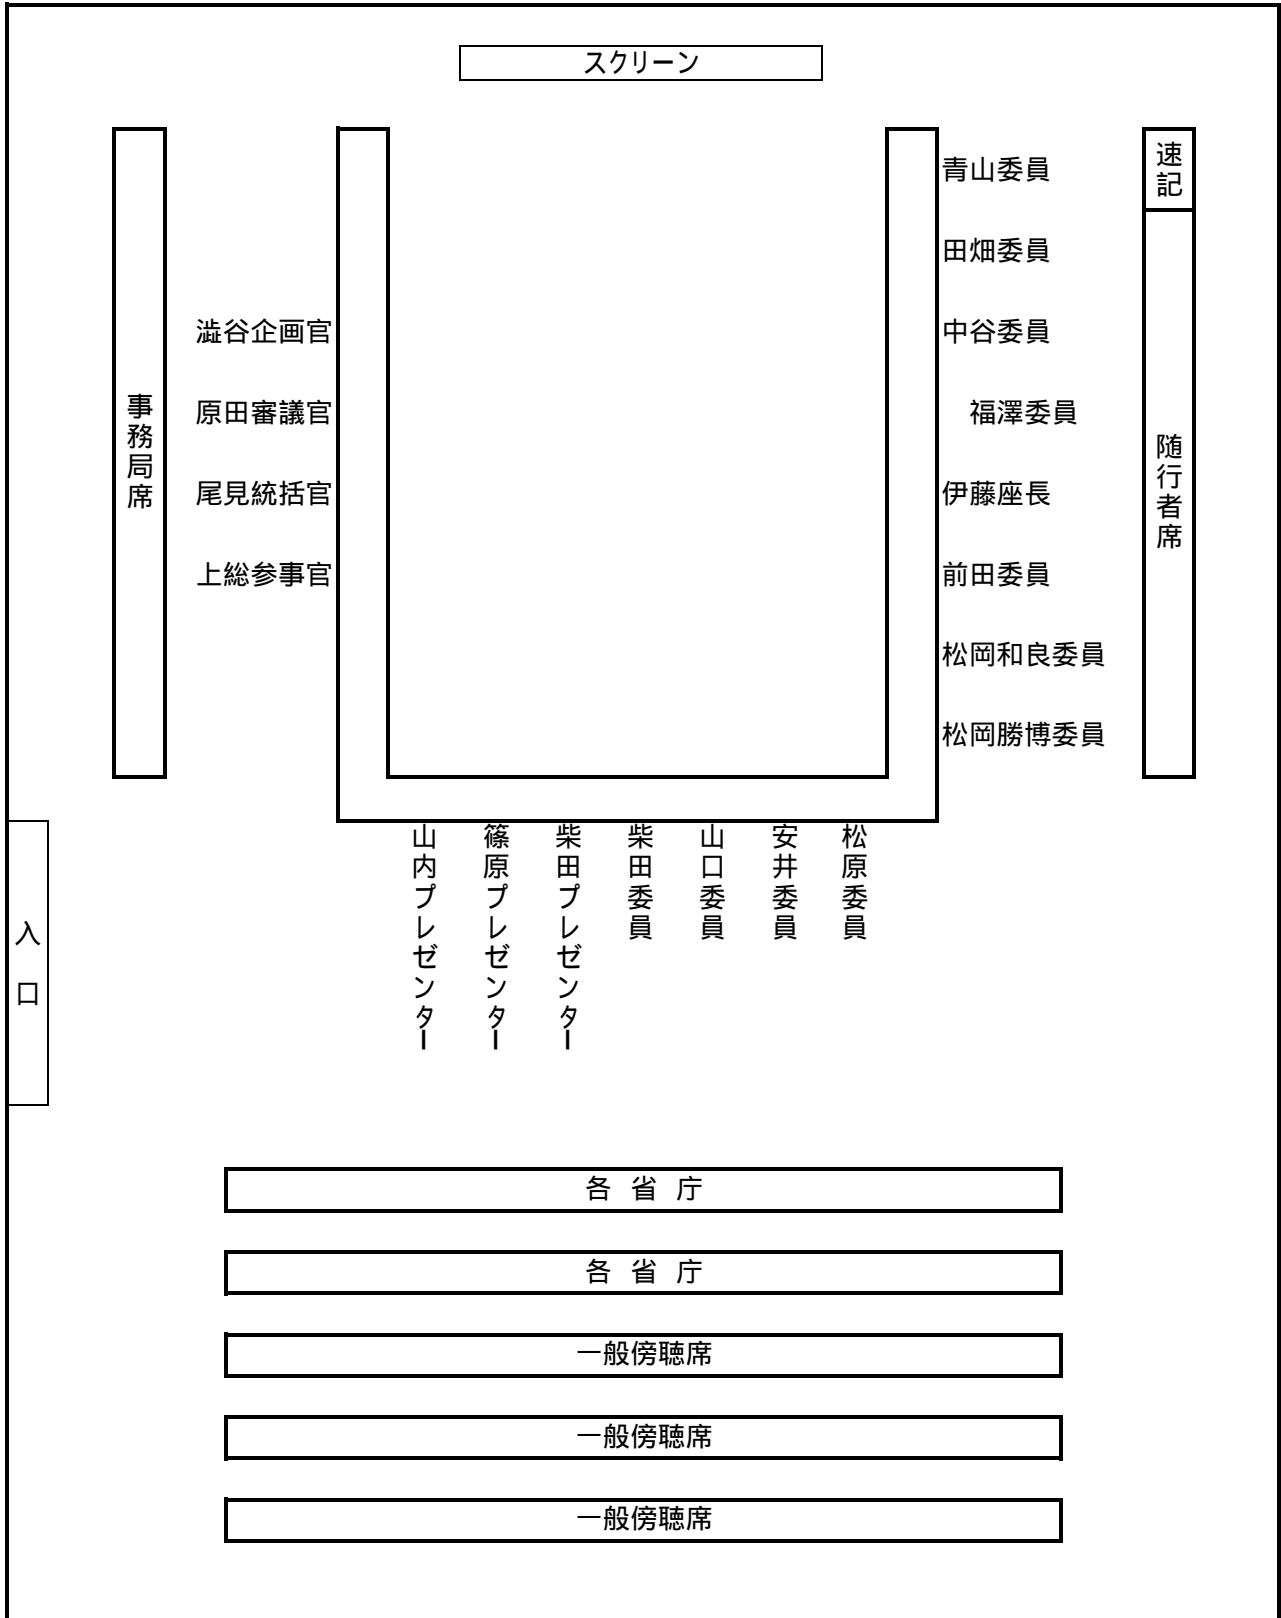 スクリーン
速記
青山委員
田畑委員
中谷委員
福澤委員
伊藤座長
前田委員
松岡和良委員
松岡勝博委員
随行者席
事務局席
澁谷企画官
原田審議官
尾見統括官
上総参事官
山内プレゼンター
篠原プレゼンター
柴田プレゼンター
柴田委員
山口委員
安井委員
松原委員
入口
各 省 庁
各 省 庁
一般傍聴席
一般傍聴席
一般傍聴席